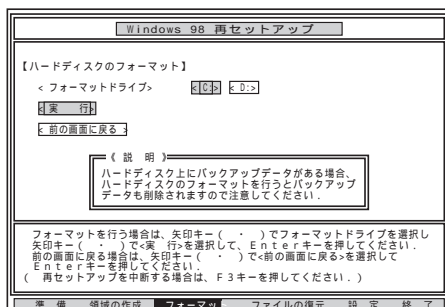 Windows 98 再セットアップ
【ハードディスクのフォーマット】
< フォーマットドライブ> < C:> < D:>
< 実 行>
< 前の画面に戻る >
《 説 明 》
ハードディスク上にバックアップデータがある場合、
ハードディスクのフォーマットを行うとバックアップ
データも削除されますので注意してください.
フォーマットを行う場合は、矢印キー( ・ )でフォーマットドライブを選択し
矢印キー( ・ )で<実 行>を選択して、Enterキーを押してください.
前の画面に戻る場合は、矢印キー( ・ )で<前の画面に戻る>を選択して
Enterキーを押してください.
( 再セットアップを中断する場合は、F3キーを押してください.)
準 備 領域の作成 フォーマット ファイルの復元 設 定 終 了